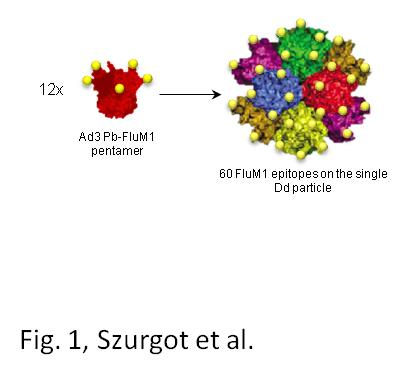 12x
Ad3 Pb-FluM1
pentamer
60 FluM1 epitopes on the single
Dd particle
Fig. 1, Szurgot et al.